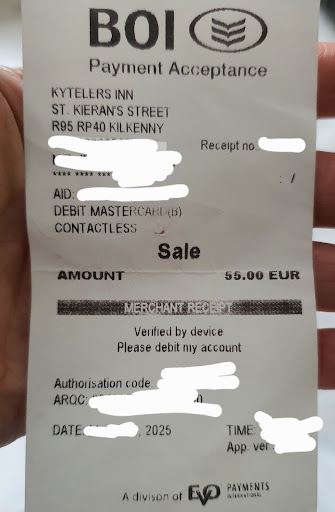 BOI
Payment Acceptance
KYTELERS INN
ST. KIERAN'S STREET
R95 RP40 KILKENNY
Receipt no
**** **** ****
: /
AID:
DEBIT MASTERCARD(B)
CONTACTLESS
Sale
AMOUNT 55.00 EUR
MERCHANT RECEIPT
Verified by device
Please debit my account
Authorisation code
ARQC: 0
DATE: , 2025 TIME:
App. ver
A divison of EVO PAYMENTS
INTERNATIONAL